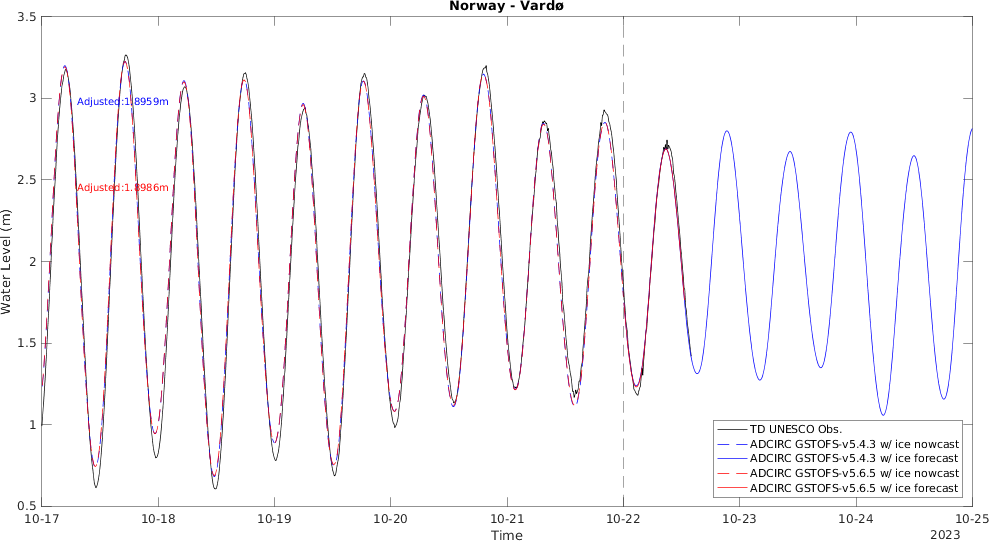 Norway - Vardø
3.5
3
2.5
2
1.5
1
0.5
Water Level (m)
Adjusted:1.8959m
Adjusted:1.8986m
TD UNESCO Obs.
ADCIRC GSTOFS-v5.4.3 w/ ice nowcast
ADCIRC GSTOFS-v5.4.3 w/ ice forecast
ADCIRC GSTOFS-v5.6.5 w/ ice nowcast
ADCIRC GSTOFS-v5.6.5 w/ ice forecast
10-17 10-18 10-19 10-20 10-21 10-22 10-23 10-24 10-25
Time
2023